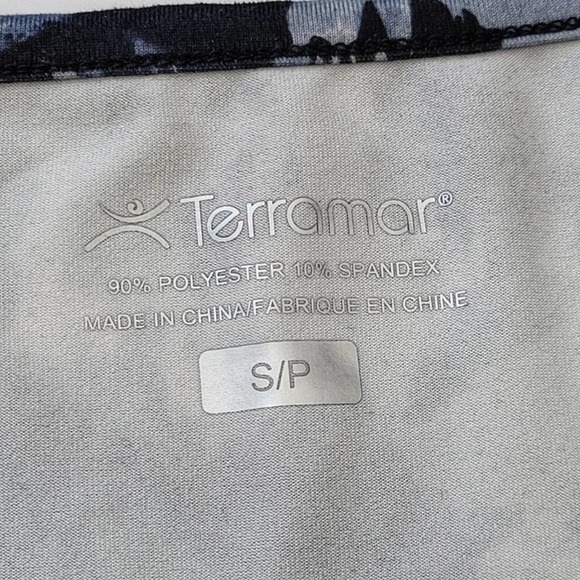 Terramar®
90% POLYESTER 10% SPANDEX
MADE IN CHINA/FABRIQUE EN CHINE
S/P